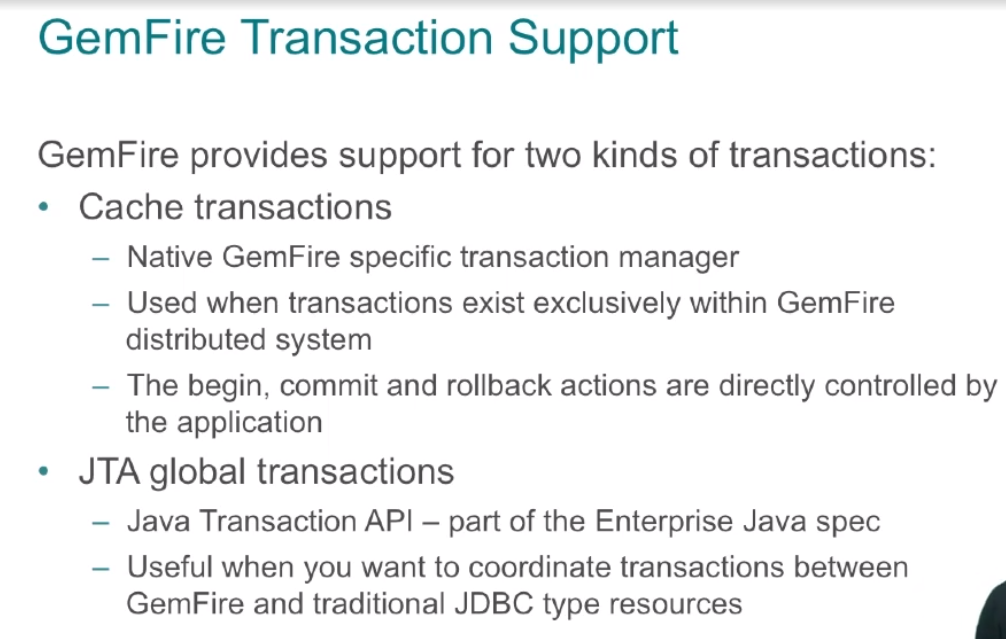 GemFire Transaction Support
GemFire provides support for two kinds of transactions:
• Cache transactions
– Native GemFire specific transaction manager
– Used when transactions exist exclusively within GemFire
distributed system
– The begin, commit and rollback actions are directly controlled by
the application
• JTA global transactions
– Java Transaction API – part of the Enterprise Java spec
– Useful when you want to coordinate transactions between
GemFire and traditional JDBC type resources